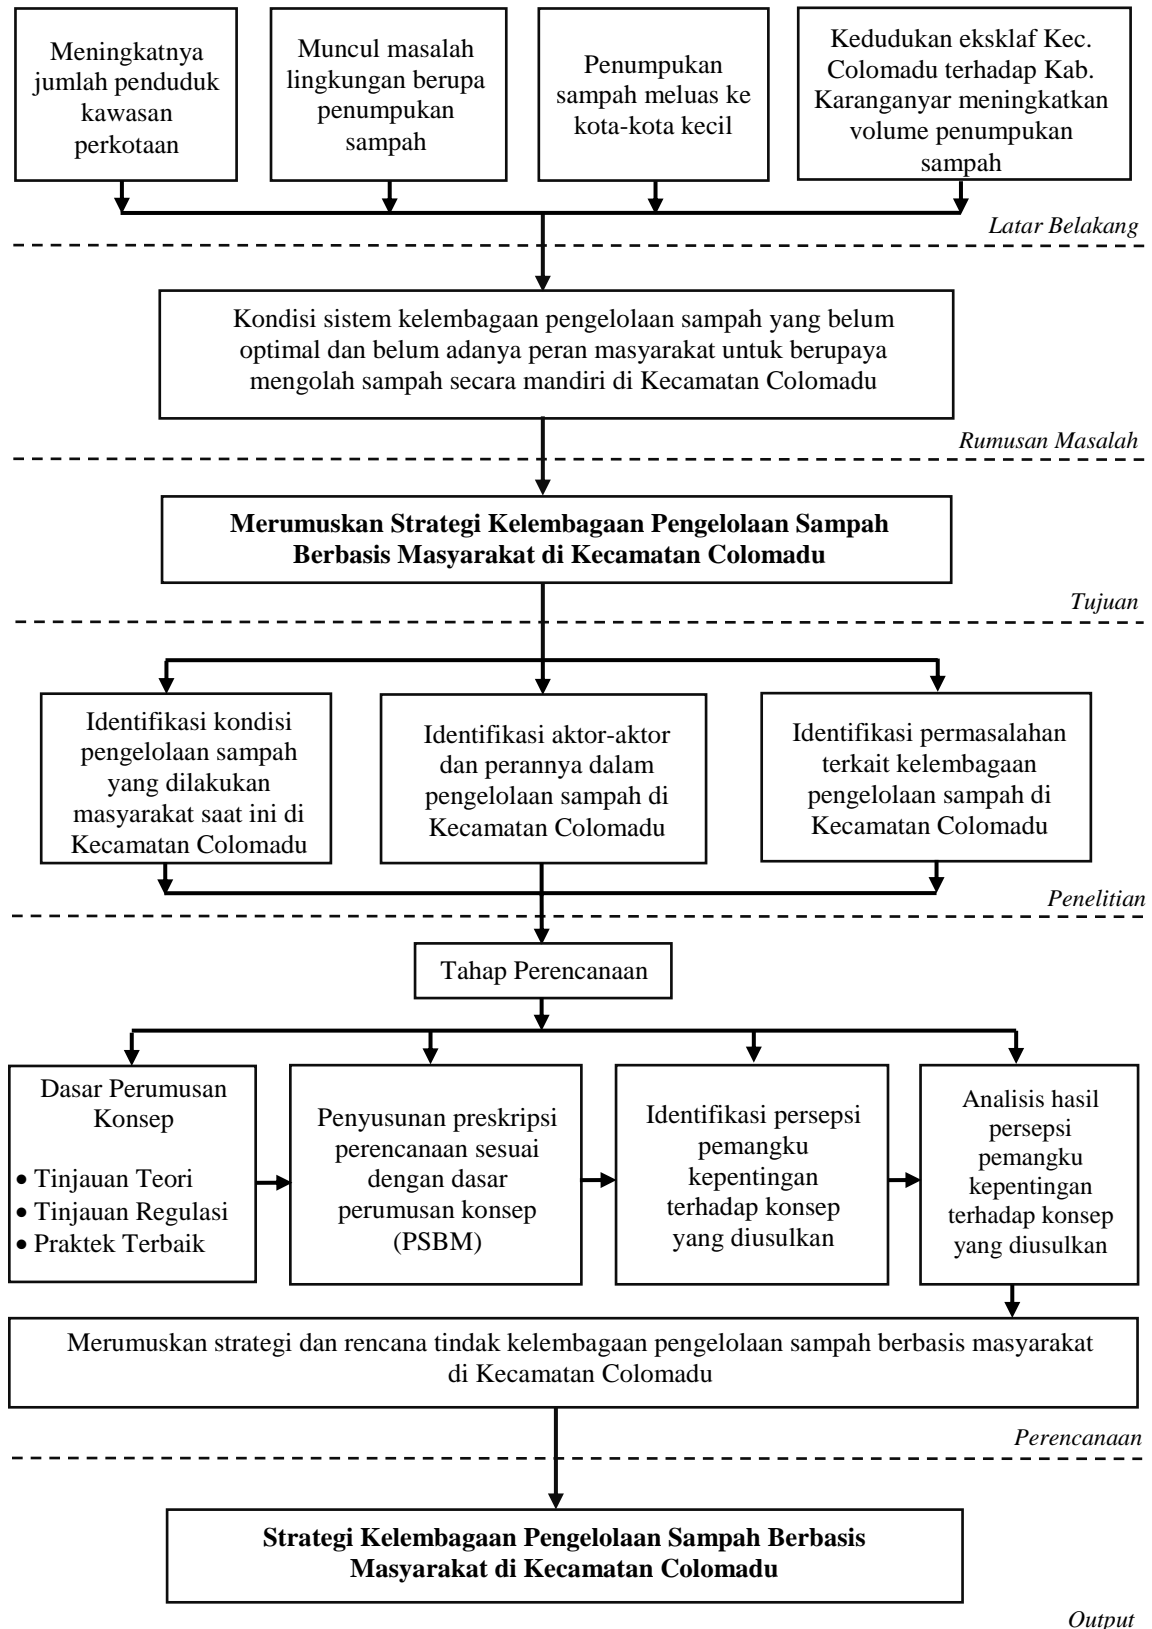 Meningkatnya
jumlah penduduk
kawasan
perkotaan
Muncul masalah
lingkungan berupa
penumpukan
sampah
Penumpukan
sampah meluas ke
kota-kota kecil
Kedudukan eksklaf Kec.
Colomadu terhadap Kab.
Karanganyar meningkatkan
volume penumpukan
sampah
Latar Belakang
Kondisi sistem kelembagaan pengelolaan sampah yang belum
optimal dan belum adanya peran masyarakat untuk berupaya
mengolah sampah secara mandiri di Kecamatan Colomadu
Rumusan Masalah
Merumuskan Strategi Kelembagaan Pengelolaan Sampah
Berbasis Masyarakat di Kecamatan Colomadu
Tujuan
Identifikasi kondisi
pengelolaan sampah
yang dilakukan
masyarakat saat ini di
Kecamatan Colomadu
Identifikasi aktor-aktor
dan perannya dalam
pengelolaan sampah di
Kecamatan Colomadu
Identifikasi permasalahan
terkait kelembagaan
pengelolaan sampah di
Kecamatan Colomadu
Penelitian
Tahap Perencanaan
Dasar Perumusan
Konsep
• Tinjauan Teori
• Tinjauan Regulasi
• Praktek Terbaik
Penyusunan preskripsi
perencanaan sesuai
dengan dasar
perumusan konsep
(PSBM)
Identifikasi persepsi
pemangku
kepentingan
terhadap konsep
yang diusulkan
Analisis hasil
persepsi
pemangku
kepentingan
terhadap konsep
yang diusulkan
Merumuskan strategi dan rencana tindak kelembagaan pengelolaan sampah berbasis masyarakat
di Kecamatan Colomadu
Perencanaan
Strategi Kelembagaan Pengelolaan Sampah Berbasis
Masyarakat di Kecamatan Colomadu
Output